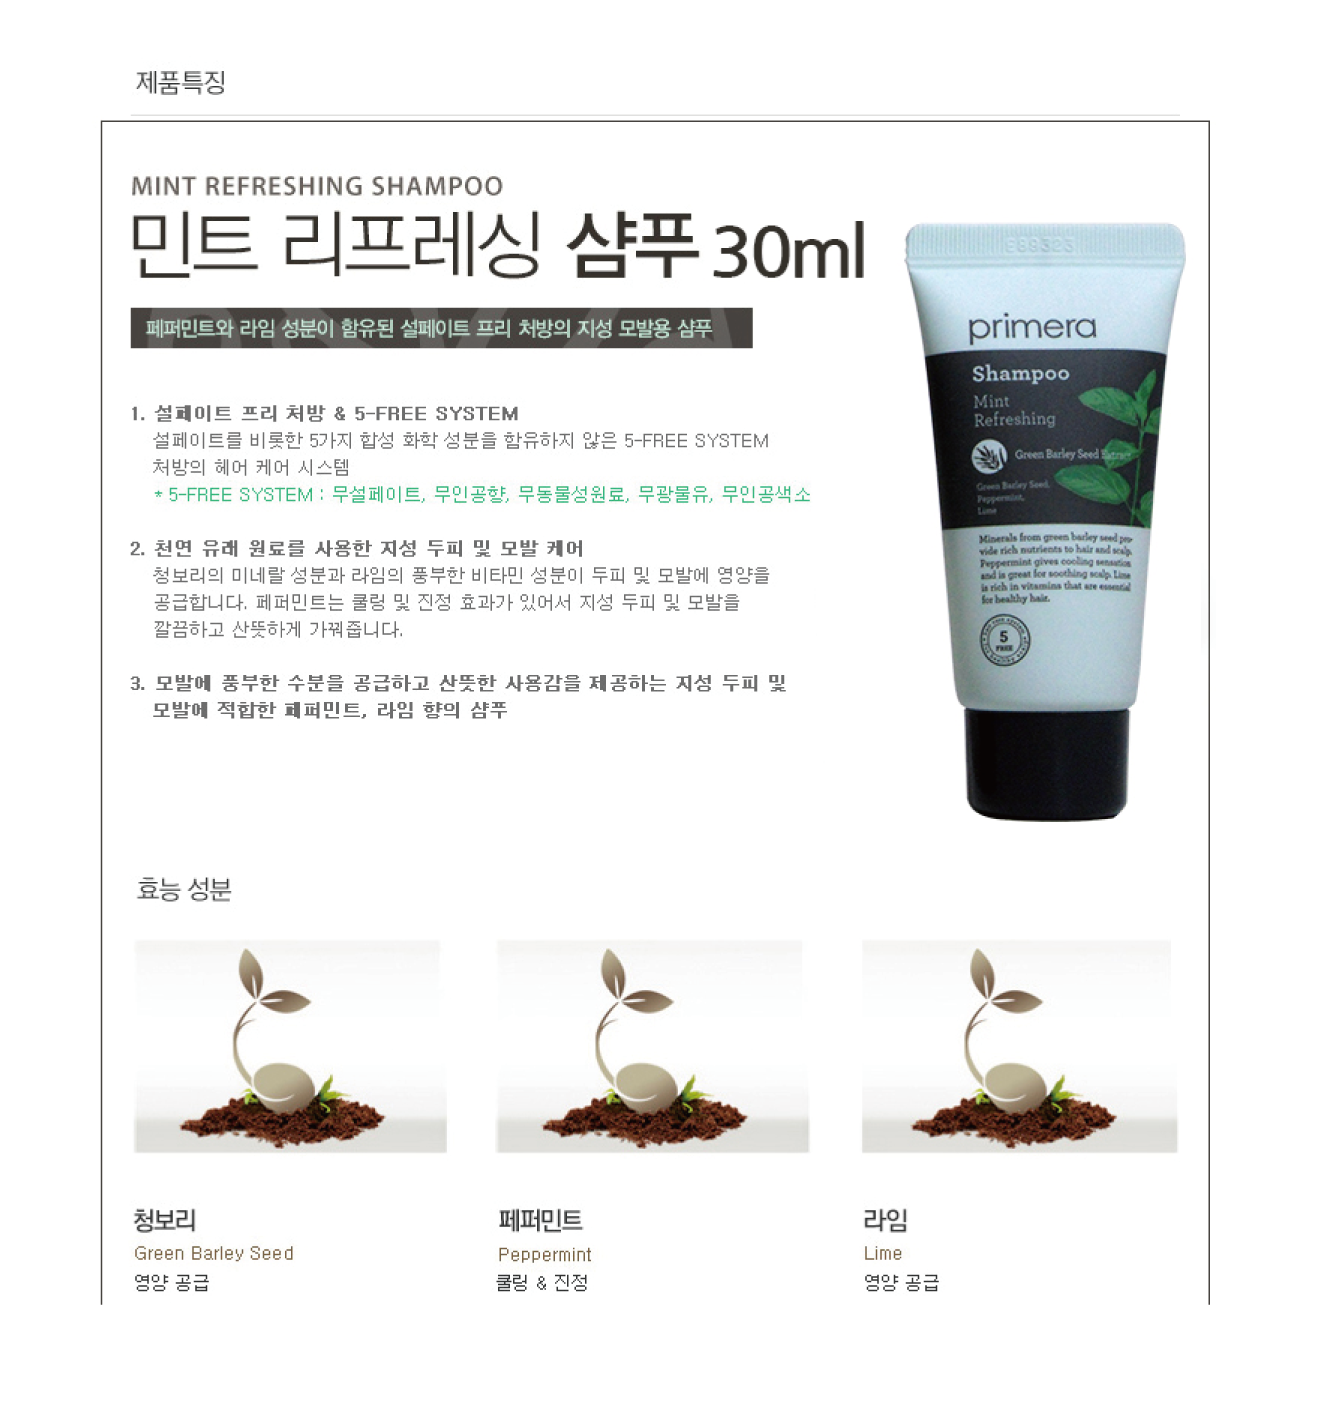 제품특징
MINT REFRESHING SHAMPOO
민트 리프레싱 샴푸 30ml
페퍼민트와 라임 성분이 함유된 설페이트 프리 처방의 지성 모발용 샴푸
1. 설페이트 프리 처방 & 5-FREE SYSTEM
설페이트를 비롯한 5가지 합성 화학 성분을 함유하지 않은 5-FREE SYSTEM
처방의 헤어 케어 시스템
* 5-FREE SYSTEM : 무설페이트, 무인공향, 무동물성원료, 무광물유, 무인공색소
2. 천연 유래 원료를 사용한 지성 두피 및 모발 케어
청보리의 미네랄 성분과 라임의 풍부한 비타민 성분이 두피 및 모발에 영양을
공급합니다. 페퍼민트는 쿨링 및 진정 효과가 있어서 지성 두피 및 모발을
깔끔하고 산뜻하게 가꿔줍니다.
3. 모발에 풍부한 수분을 공급하고 산뜻한 사용감을 제공하는 지성 두피 및
모발에 적합한 페퍼민트, 라임 향의 샴푸
primera
Shampoo
Mint
Refreshing
Green Barley Seed Extract
Green Barley Seed,
Peppermint,
Lime
Minerals from green barley seed pro-
vide rich nutrients to hair and scalp.
Peppermint gives cooling sensation
and is great for soothing scalp. Lime
is rich in vitamins that are essential
for healthy hair.
5
FREE
효능 성분
청보리
Green Barley Seed
영양 공급
페퍼민트
Peppermint
쿨링 & 진정
라임
Lime
영양 공급